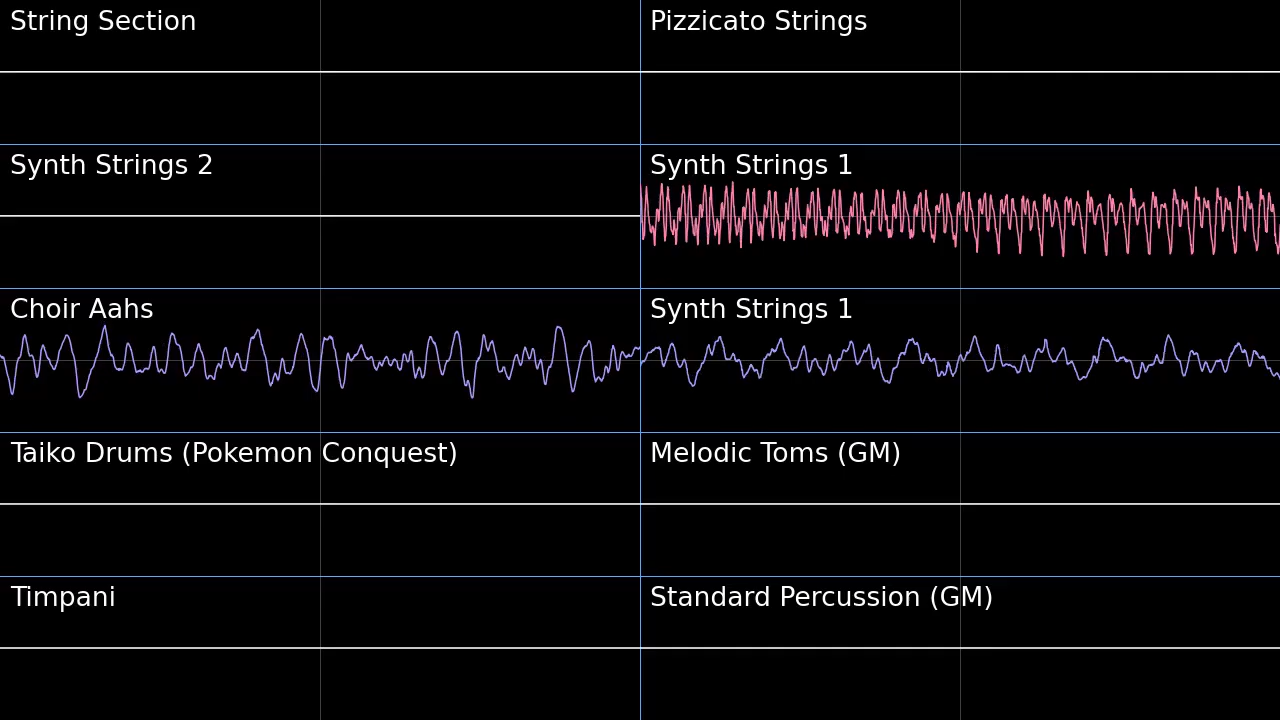 String Section
Pizzicato Strings
Synth Strings 2
Synth Strings 1
Choir Aahs
Synth Strings 1
Taiko Drums (Pokemon Conquest)
Melodic Toms (GM)
Timpani
Standard Percussion (GM)